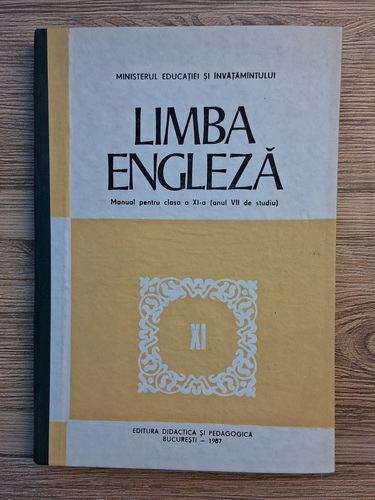 MINISTERUL EDUCAȚIEI ȘI ÎNVĂȚĂMÎNTULUI
LIMBA
ENGLEZĂ
Manual pentru clasa a XI-a (anul VII de studiu)
XI
EDITURA DIDACTICĂ ȘI PEDAGOGICĂ
BUCUREȘTI – 1987